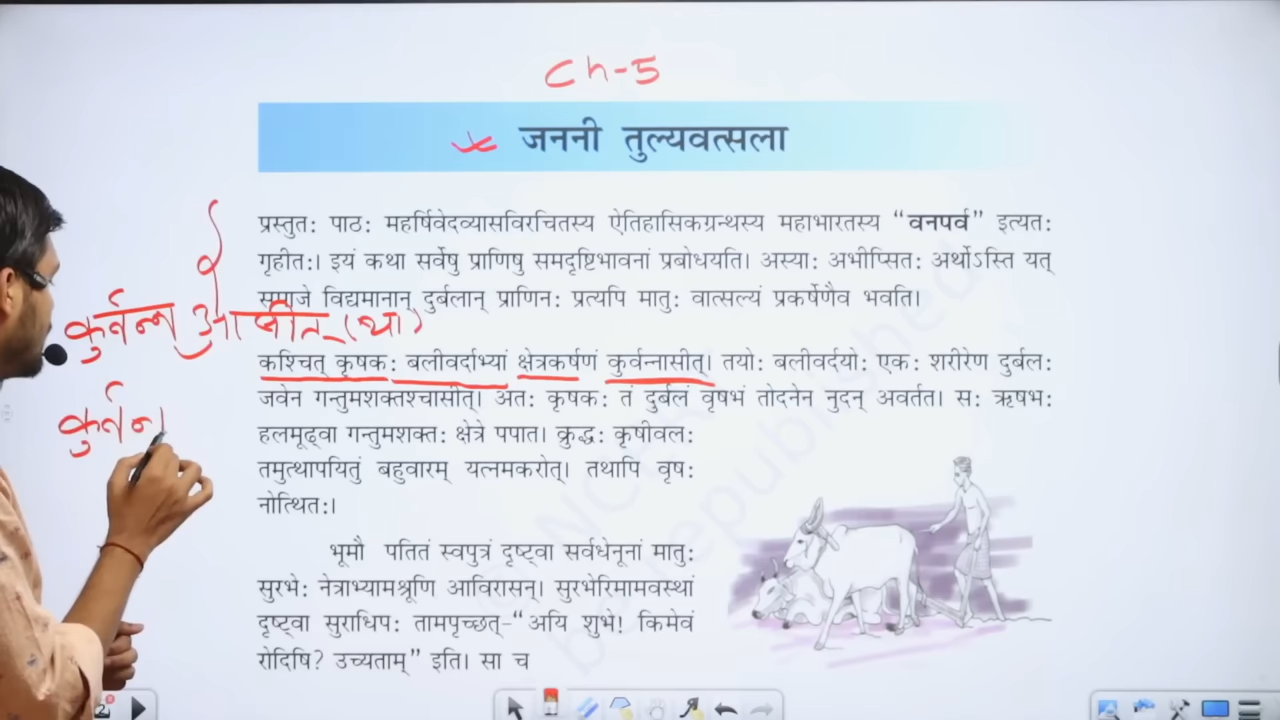 Ch-5
जननी तुल्यवत्सला
प्रस्तुत: पाठ: महर्षिवेदव्यासविरचितस्य ऐतिहासिकग्रन्थस्य महाभारतस्य “वनपर्व” इत्यत:
गृहीत:। इयं कथा सर्वेषु प्राणिषु समदृष्टिभावनां प्रबोधयति। अस्या: अभीप्सित: अर्थोऽस्ति यत्
समाजे विद्यमानान् दुर्बलान् प्राणिन: प्रत्यपि मातु: वात्सल्यं प्रकर्षेणैव भवति।
कुर्वन्न आसीत् (था)
कश्चित् कृषक: बलीवर्दाभ्यां क्षेत्रकर्षणं कुर्वन्नासीत्। तयो: बलीवर्दयो: एक: शरीरेण दुर्बल:
जवेन गन्तुमशक्तश्चासीत्। अत: कृषक: तं दुर्बलं वृषभं तोदनेन नुदन् अवर्तत। स: ऋषभ:
कुर्वन
हलमूढ्वा गन्तुमशक्त: क्षेत्रे पपात। क्रुद्ध: कृषीवल:
तमुत्थापयितुं बहुवारम् यत्नमकरोत्। तथापि वृष:
नोत्थित:।
भूमौ पतितं स्वपुत्रं दृष्ट्वा सर्वधेनूनां मातु:
सुरभे: नेत्राभ्यामश्रूणि आविरासन्। सुरभेरिमामवस्थां
दृष्ट्वा सुराधिप: तामपृच्छत्-“अयि शुभे! किमेवं
रोदिषि? उच्यताम्” इति। सा च